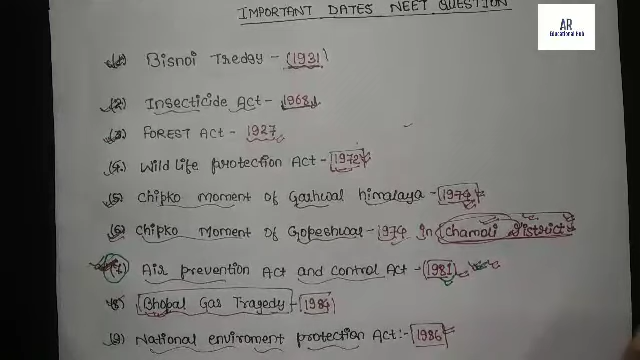 IMPORTANT DATES NEET QUESTION
AR
Educational Hub
(1) Bisnoi Tredgy - (1931)
(2) Insecticide Act - 1968
(3) FOREST Act - 1927
(4) Wild life protection Act - 1972
(5) Chipko moment of Garhwal himalaya - 1974
(6) Chipko Moment of Gopeshwar - 1974 In Chamoli District
(7) Air prevention Act and control Act - 1981
(8) Bhopal Gas Tragedy - 1984
(9) National enviroment protection Act:- 1986